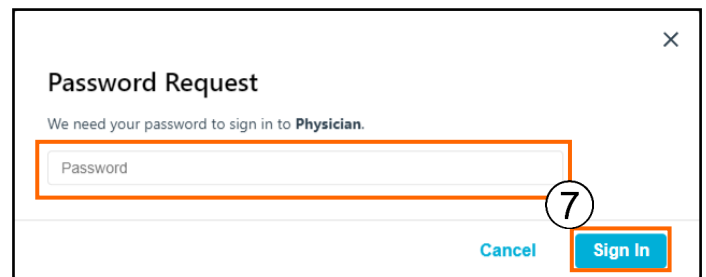 Password Request
We need your password to sign in to Physician.
Password
7
Cancel
Sign In